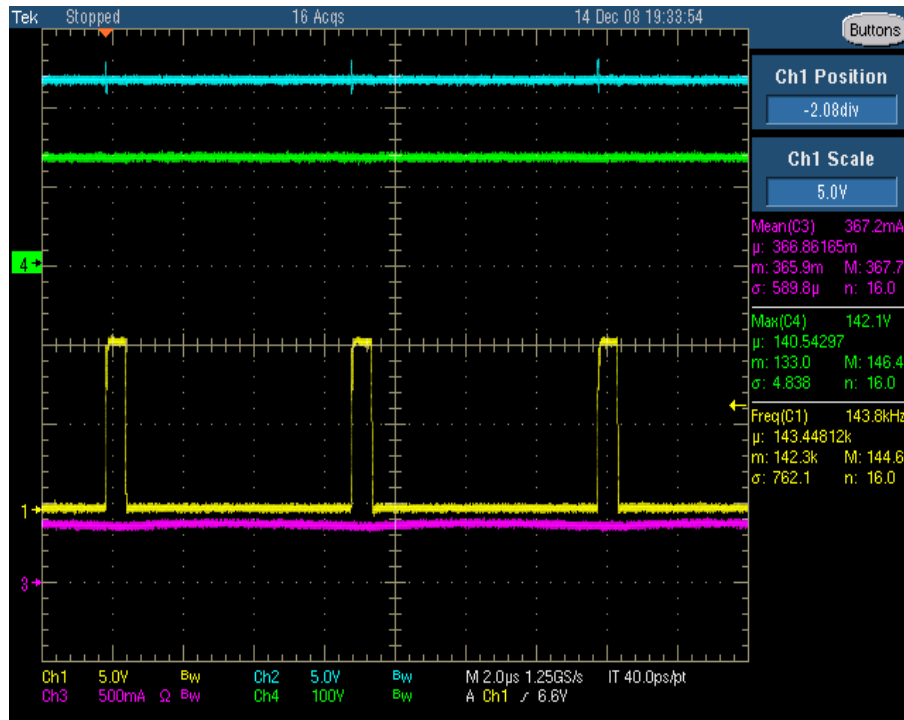 Tek Stopped 16 Acqs 14 Dec 08 19:33:54
Buttons
Ch1 Position
-2.08div
Ch1 Scale
5.0V
Mean(C3) 367.2mA
µ: 366.86165m
m: 365.9m M: 367.7
σ: 589.8µ n: 16.0
Max(C4) 142.1V
µ: 140.54297
m: 133.0 M: 146.4
σ: 4.838 n: 16.0
Freq(C1) 143.8kHz
µ: 143.44812k
m: 142.3k M: 144.6
σ: 762.1 n: 16.0
4
1
3
Ch1 5.0V Bw Ch2 5.0V Bw M 2.0µs 1.25GS/s IT 40.0ps/pt
Ch3 500mA Ω Bw Ch4 100V Bw A Ch1 ∫ 6.6V